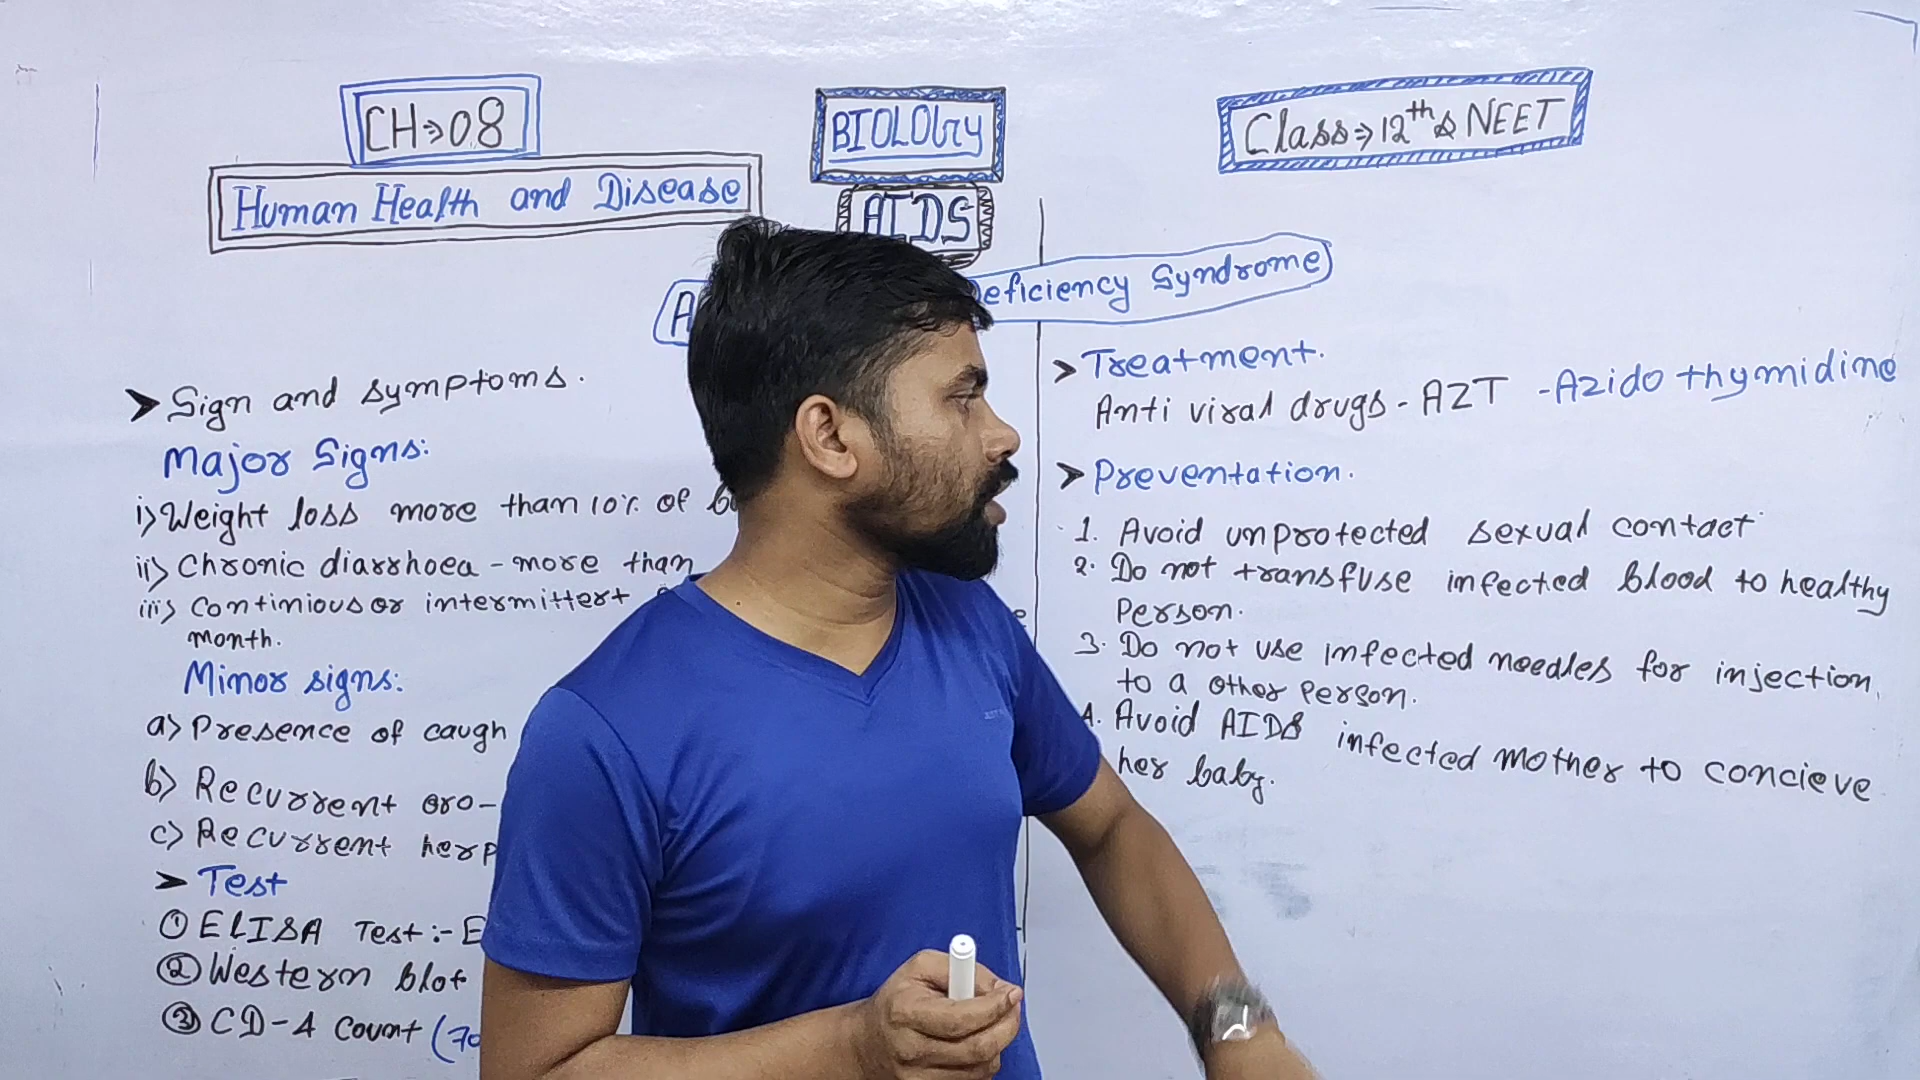 CH⇒08
Human Health and Disease
BIOLOGY
AIDS
Class⇒12th & NEET
eficiency Syndrome
➤ Sign and symptoms.
Major Signs:
i) Weight loss more than 10% of
ii) Chronic diarrhoea - more than
iii) Continious or intermittert
month.
Minor signs:
a) Presence of caugh
b) Recurrent oro-
c) Recurrent herp
➤ Test
① ELISA Test :- E
② Western blot
③ CD-4 Count (70
➤ Treatment.
Anti viral drugs - AZT - Azido thymidine
➤ Preventation.
1. Avoid unprotected sexual contact
2. Do not transfuse infected blood to healthy
Person.
3. Do not use infected needles for injection
to a other person.
4. Avoid AIDS infected mother to concieve
her baby.